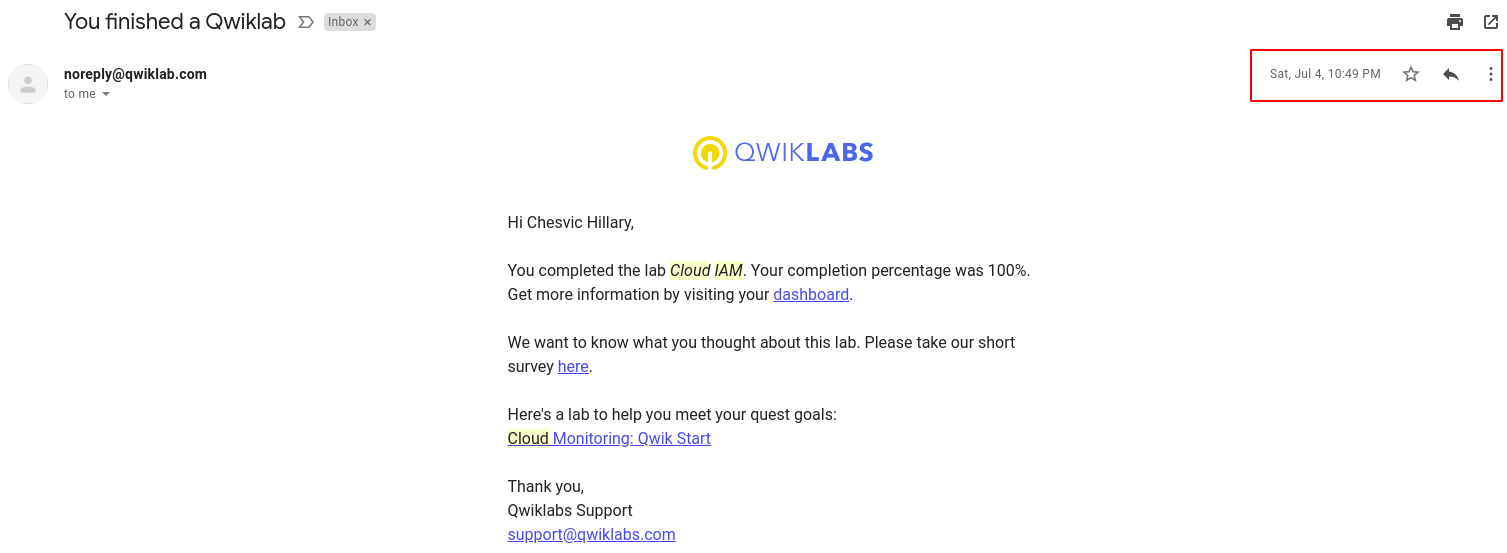 You finished a Qwiklab Inbox ×
noreply@qwiklab.com Sat, Jul 4, 10:49 PM
to me
QWIKLABS
Hi Chesvic Hillary,
You completed the lab Cloud IAM. Your completion percentage was 100%.
Get more information by visiting your dashboard.
We want to know what you thought about this lab. Please take our short
survey here.
Here's a lab to help you meet your quest goals:
Cloud Monitoring: Qwik Start
Thank you,
Qwiklabs Support
support@qwiklabs.com